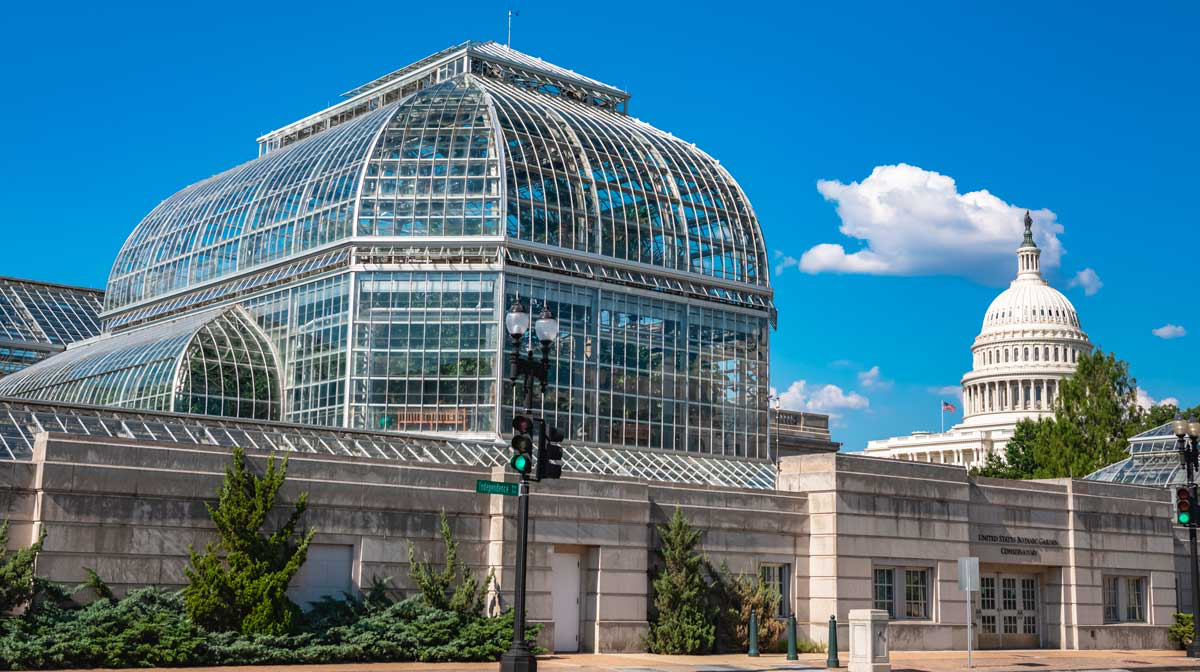 Independence
UNITED STATES BOTANIC GARDEN
CONSERVATORY